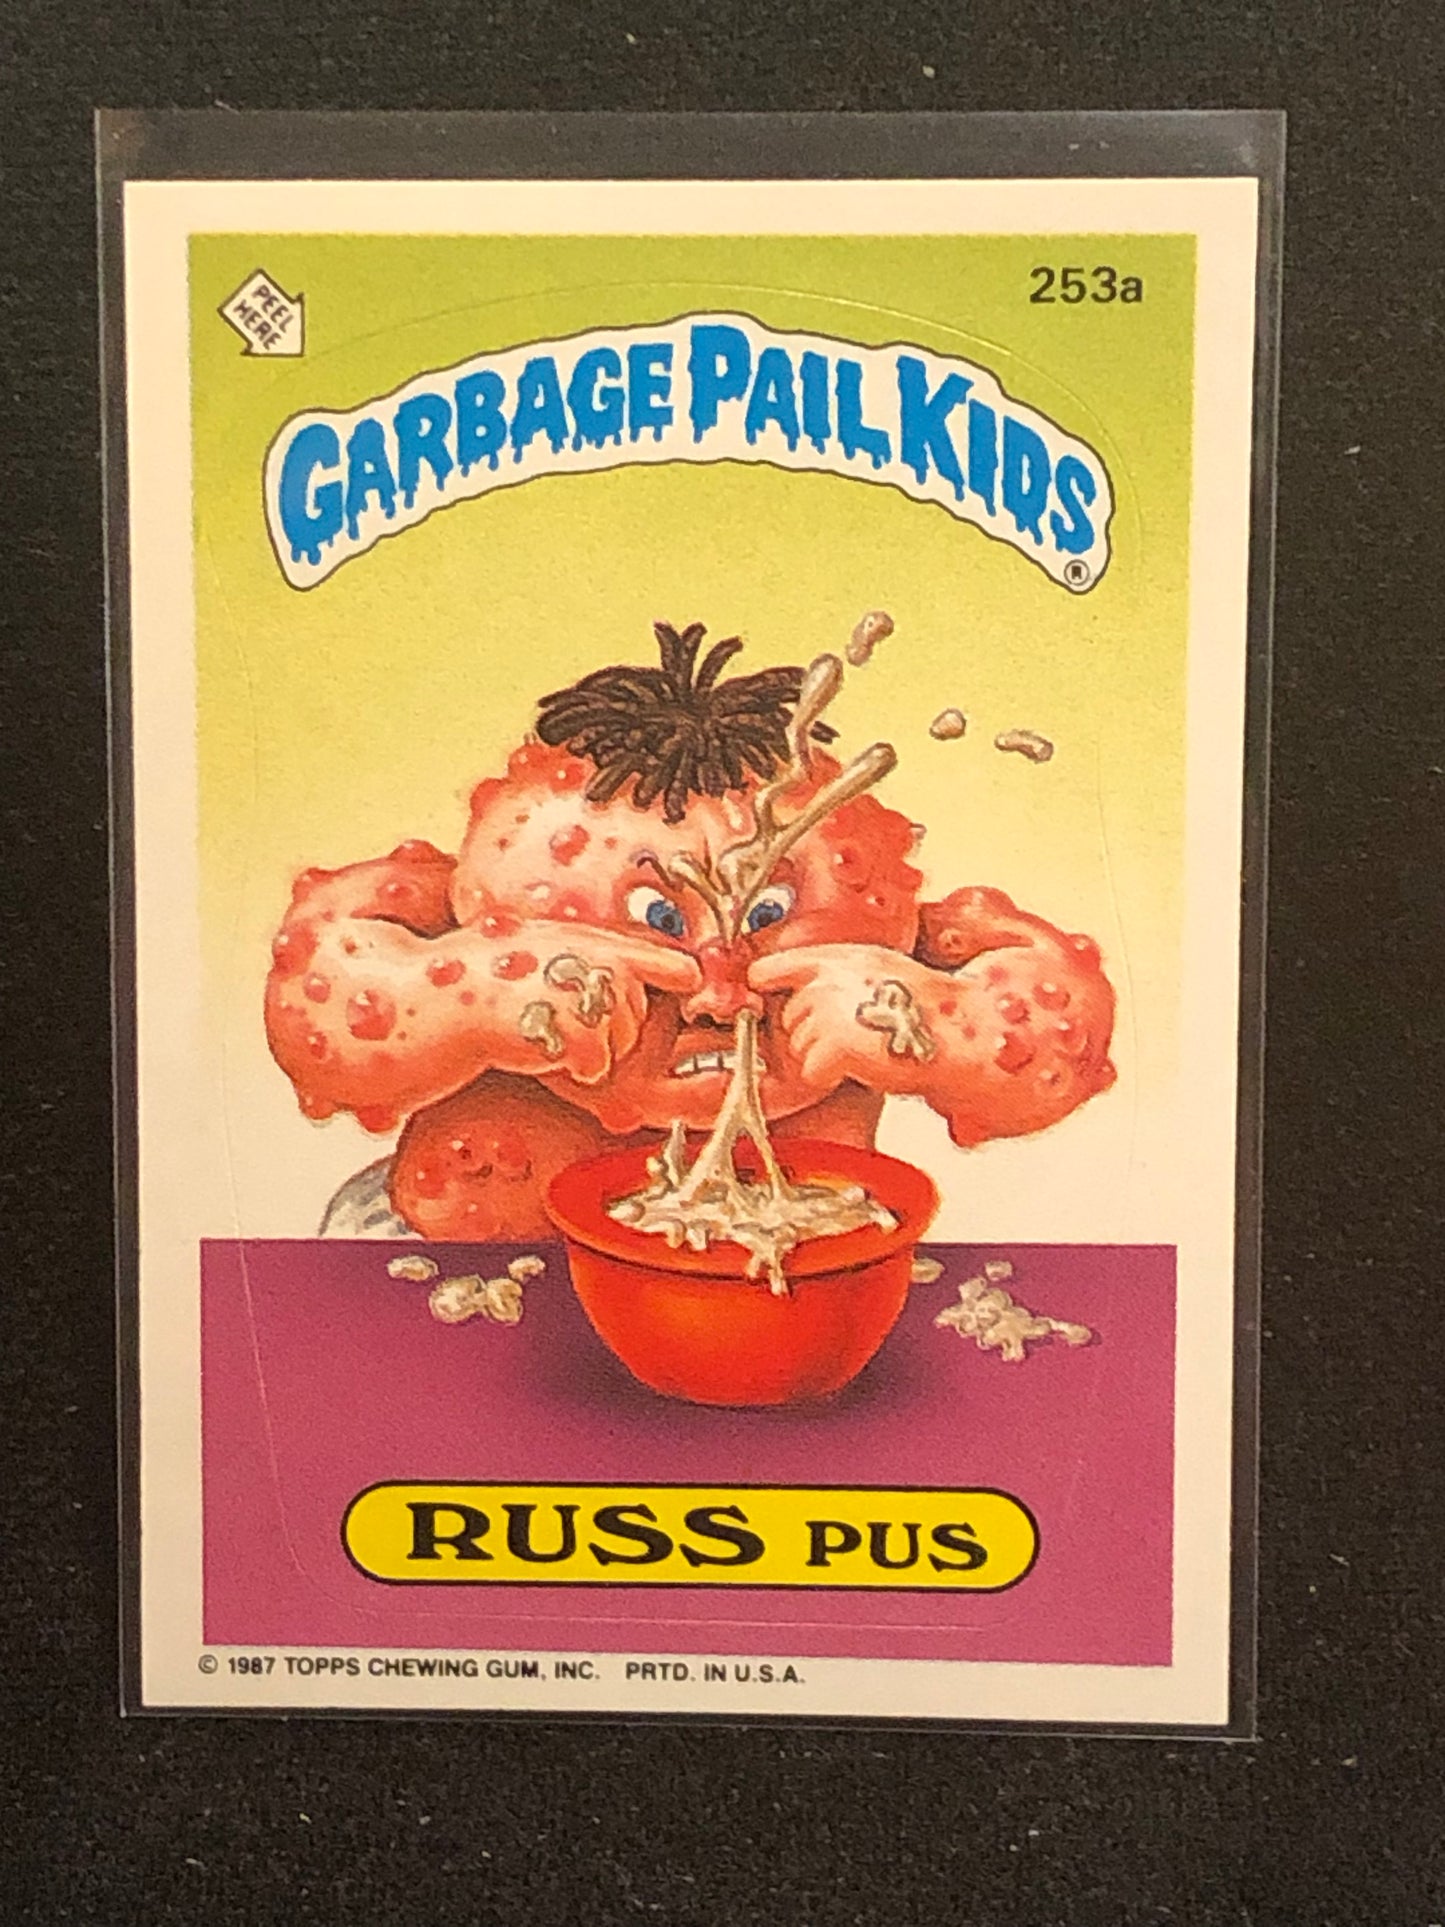 PEEL
HERE
253a
GARBAGE PAIL KIDS
®
RUSS PUS
© 1987 TOPPS CHEWING GUM, INC. PRTD. IN U.S.A.